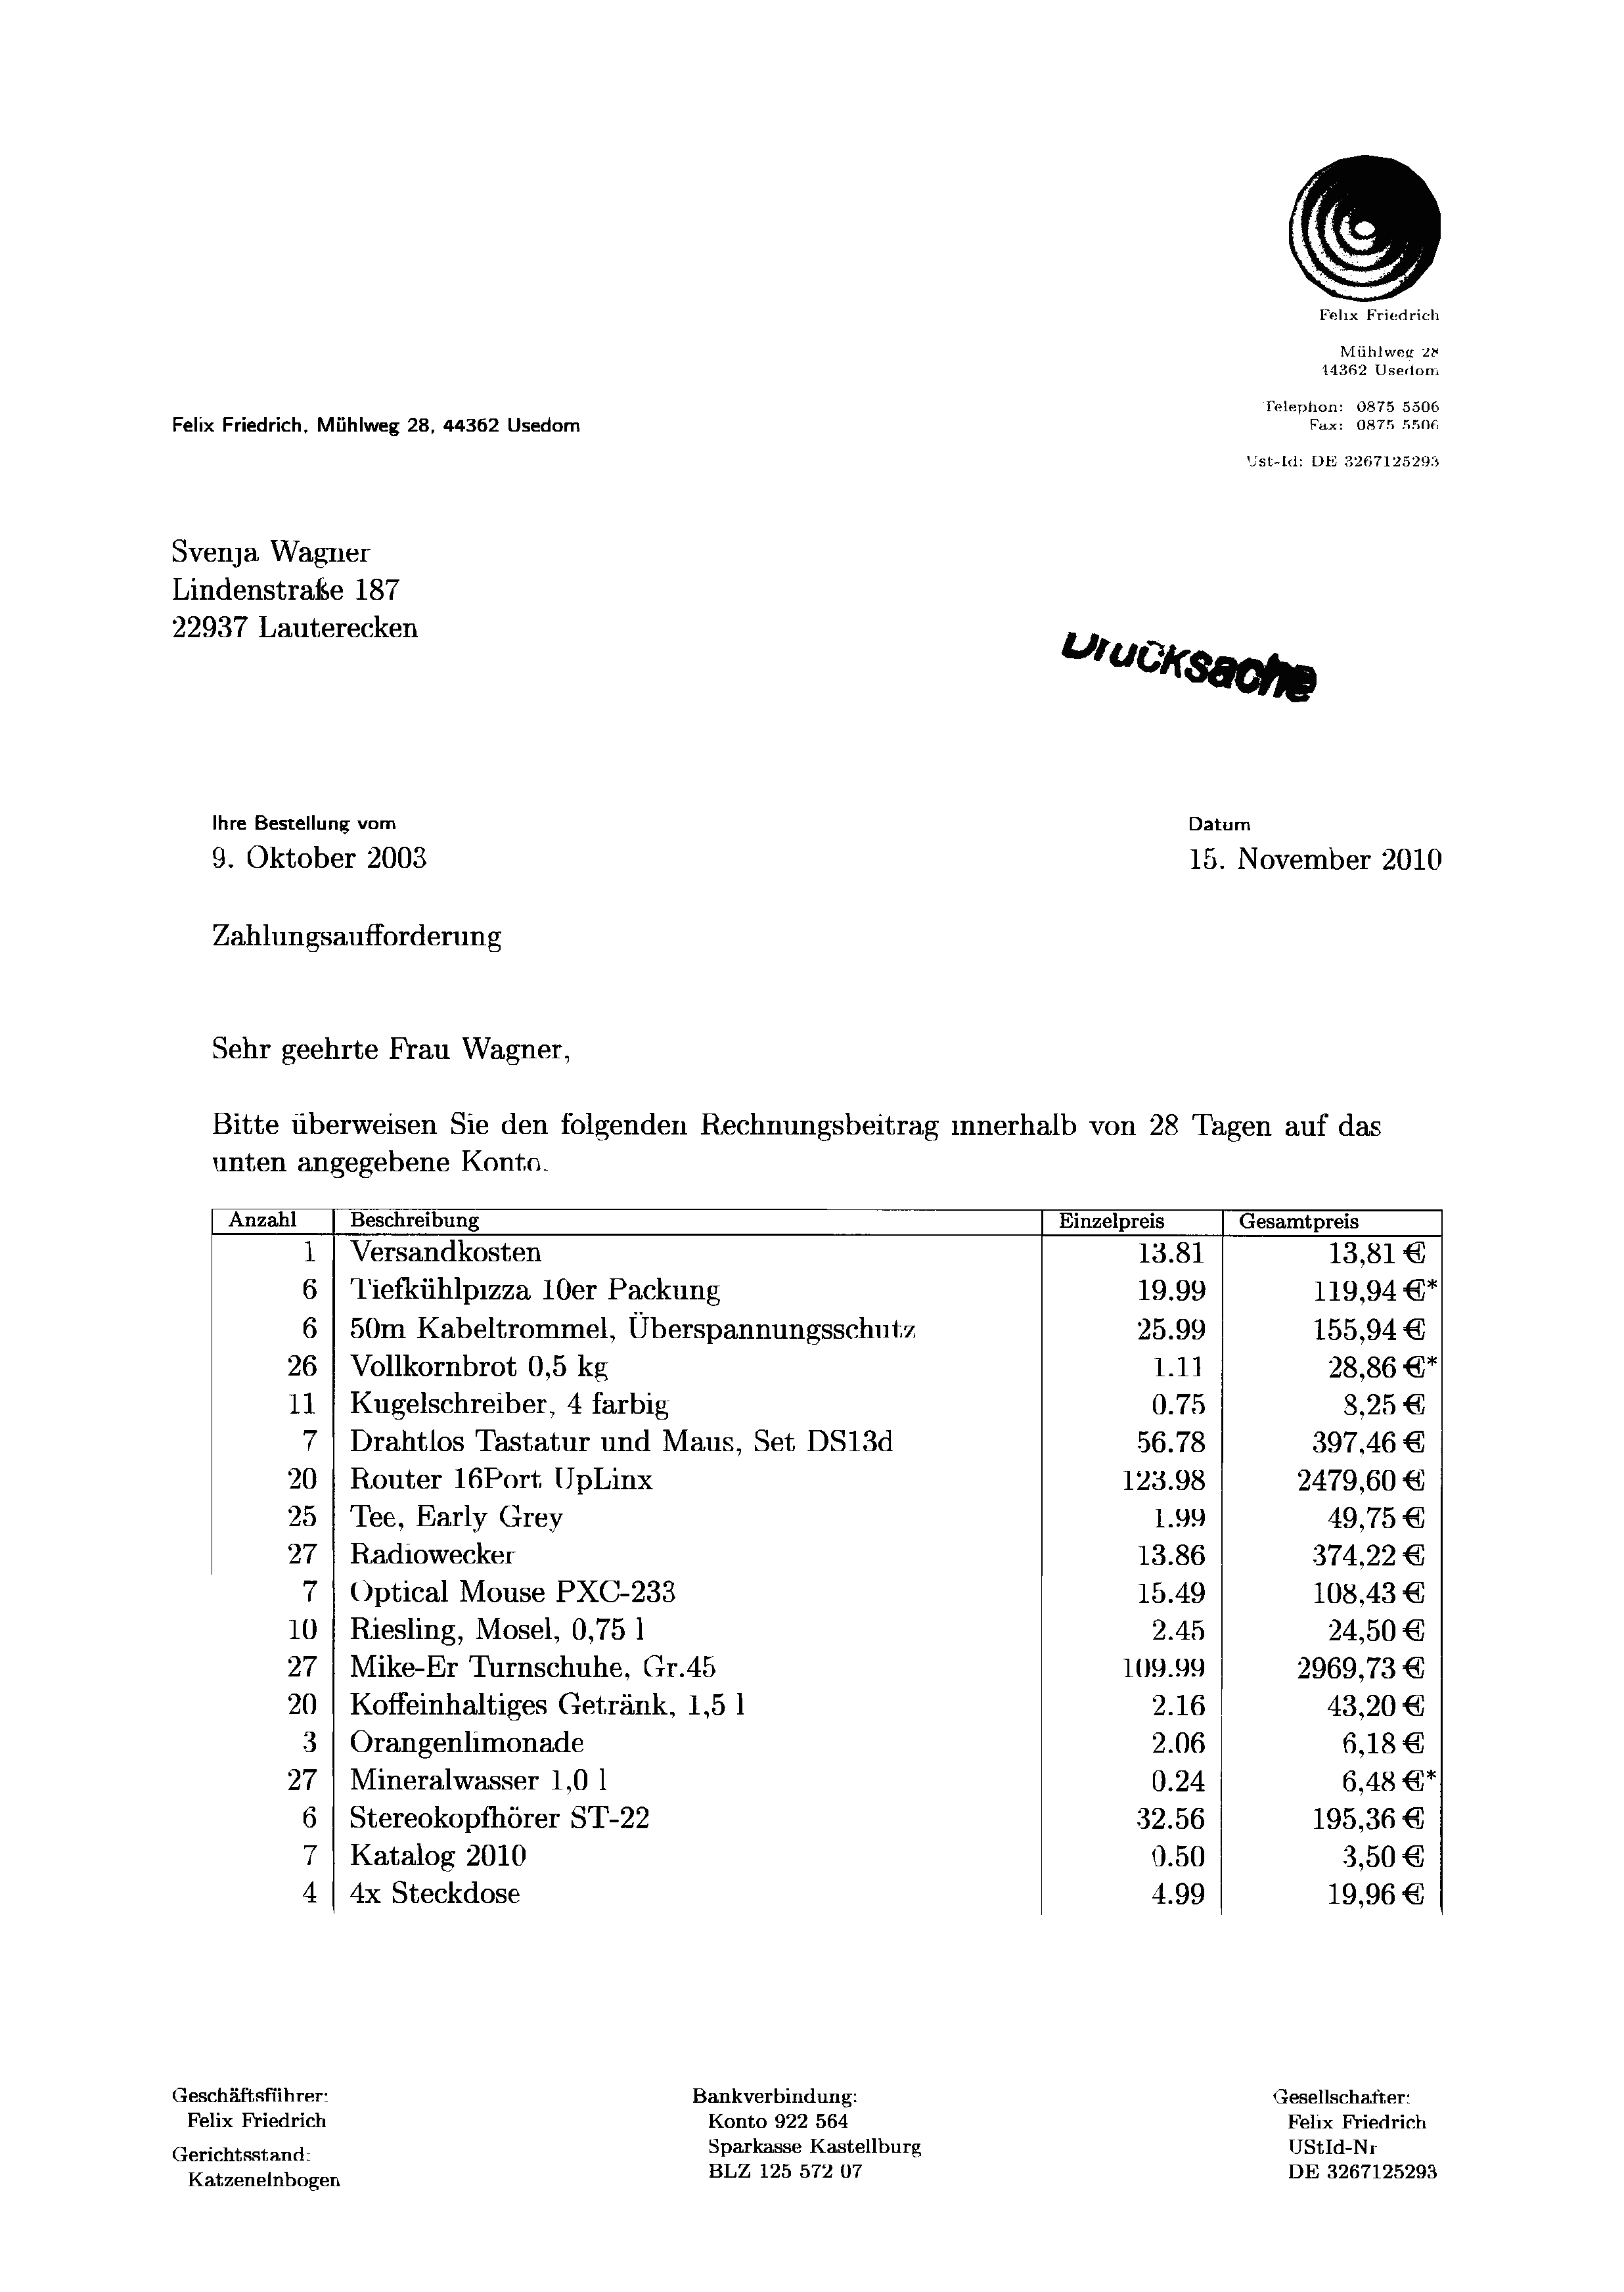 Felix Friedrich
Mühlweg 28
44362 Usedom
Telephon: 0875 5506
Fax: 0875 5506
Ust-Id: DE 3267125293
Felix Friedrich, Mühlweg 28, 44362 Usedom
Svenja Wagner
Lindenstraße 187
22937 Lauterecken
Drucksache
Ihre Bestellung vom Datum
9. Oktober 2003 15. November 2010
Zahlungsaufforderung
Sehr geehrte Frau Wagner,
Bitte überweisen Sie den folgenden Rechnungsbeitrag innerhalb von 28 Tagen auf das
unten angegebene Konto.
Anzahl Beschreibung Einzelpreis Gesamtpreis
1 Versandkosten 13.81 13,81 €
6 Tiefkühlpizza 10er Packung 19.99 119,94 €*
6 50m Kabeltrommel, Überspannungsschutz 25.99 155,94 €
26 Vollkornbrot 0,5 kg 1.11 28,86 €*
11 Kugelschreiber, 4 farbig 0.75 8,25 €
7 Drahtlos Tastatur und Maus, Set DS13d 56.78 397,46 €
20 Router 16Port UpLinx 123.98 2479,60 €
25 Tee, Early Grey 1.99 49,75 €
27 Radiowecker 13.86 374,22 €
7 Optical Mouse PXC-233 15.49 108,43 €
10 Riesling, Mosel, 0,75 l 2.45 24,50 €
27 Mike-Er Turnschuhe, Gr.45 109.99 2969,73 €
20 Koffeinhaltiges Getränk, 1,5 l 2.16 43,20 €
3 Orangenlimonade 2.06 6,18 €
27 Mineralwasser 1,0 l 0.24 6,48 €*
6 Stereokopfhörer ST-22 32.56 195,36 €
7 Katalog 2010 0.50 3,50 €
4 4x Steckdose 4.99 19,96 €
Geschäftsführer:
Felix Friedrich
Gerichtsstand:
Katzenelnbogen
Bankverbindung:
Konto 922 564
Sparkasse Kastellburg
BLZ 125 572 07
Gesellschafter:
Felix Friedrich
UStId-Nr
DE 3267125293